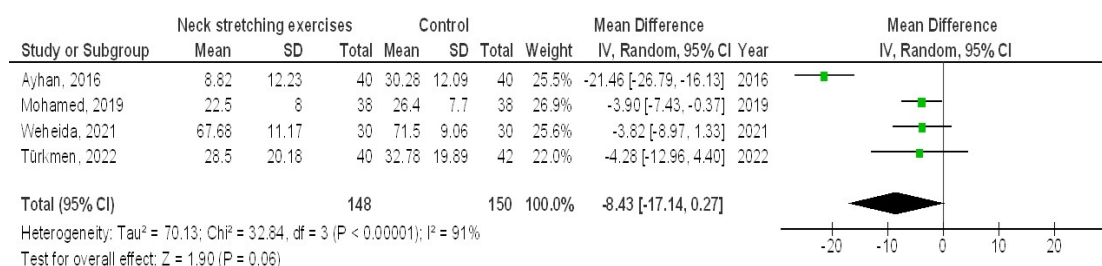 Neck stretching exercises Control Mean Difference Mean Difference
Study or Subgroup Mean SD Total Mean SD Total Weight IV, Random, 95% CI Year IV, Random, 95% CI
Ayhan, 2016 8.82 12.23 40 30.28 12.09 40 25.5% -21.46 [-26.79, -16.13] 2016
Mohamed, 2019 22.5 8 38 26.4 7.7 38 26.9% -3.90 [-7.43, -0.37] 2019
Weheida, 2021 67.68 11.17 30 71.5 9.06 30 25.6% -3.82 [-8.97, 1.33] 2021
Türkmen, 2022 28.5 20.18 40 32.78 19.89 42 22.0% -4.28 [-12.96, 4.40] 2022
Total (95% CI) 148 150 100.0% -8.43 [-17.14, 0.27]
Heterogeneity: Tau² = 70.13; Chi² = 32.84, df = 3 (P < 0.00001); I² = 91%
Test for overall effect: Z = 1.90 (P = 0.06)
-20 -10 0 10 20